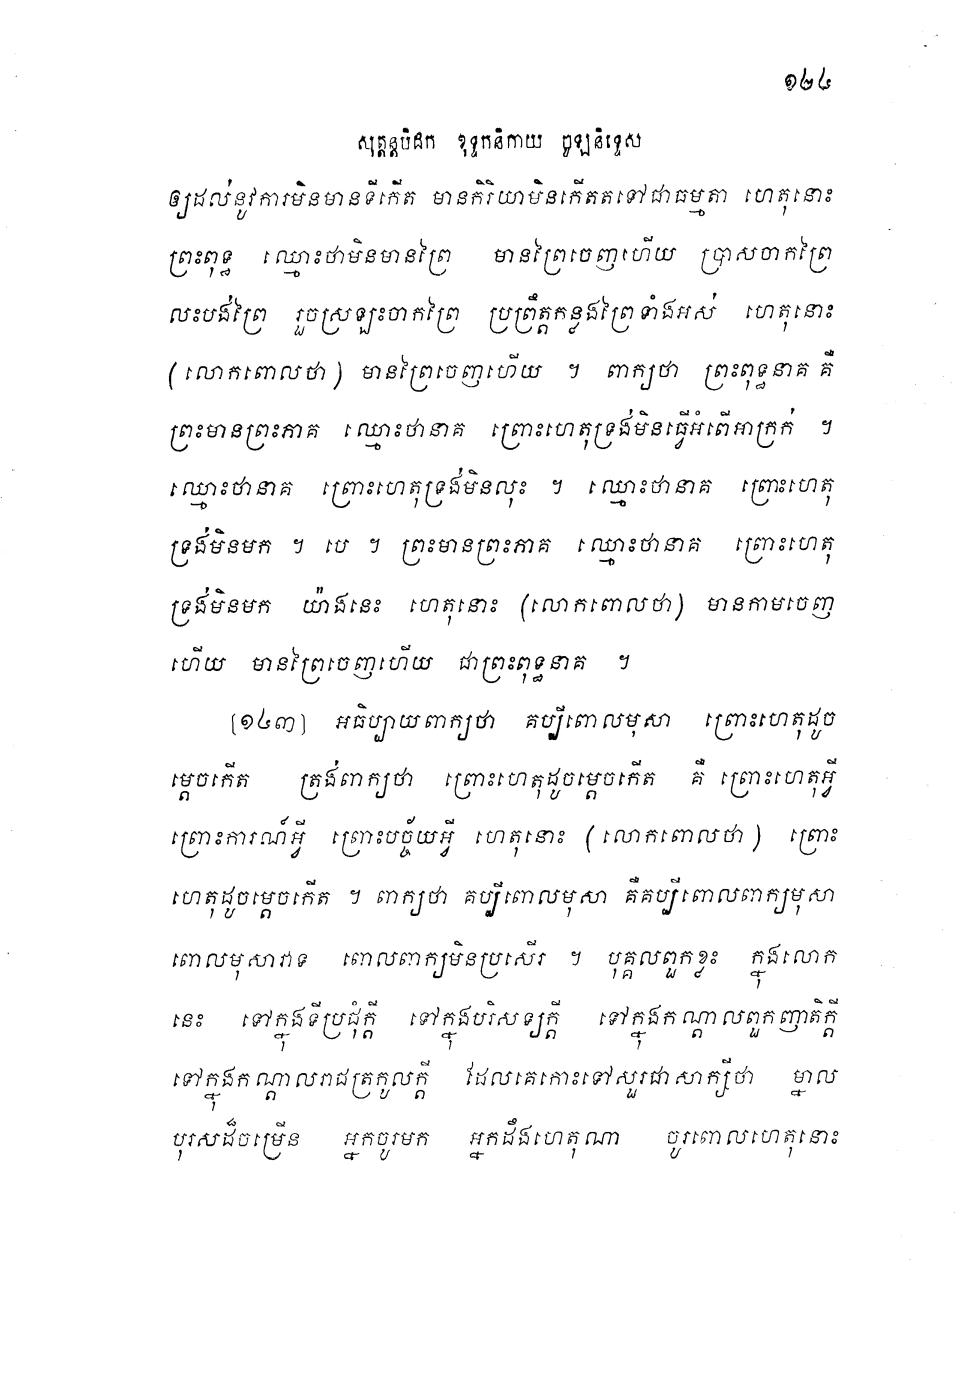 ១២៤
សុត្តន្តបិដក ខុទ្ទកនិកាយ ចូឡនិទ្ទេស
ឲ្យដល់នូវការមិនមានទីកើត មានកិរិយាមិនកើតតទៅជាធម្មតា ហេតុនោះ
ព្រះពុទ្ធ ឈ្មោះថាមិនមានព្រៃ មានព្រៃចេញហើយ ប្រាសចាកព្រៃ
លះបង់ព្រៃ រួចស្រឡះចាកព្រៃ ប្រព្រឹត្តកន្លងព្រៃទាំងអស់ ហេតុនោះ
(លោកពោលថា) មានព្រៃចេញហើយ ។ ពាក្យថា ព្រះពុទ្ធនាគ គឺ
ព្រះមានព្រះភាគ ឈ្មោះថានាគ ព្រោះហេតុទ្រង់មិនធ្វើអំពើអាក្រក់ ។
ឈ្មោះថានាគ ព្រោះហេតុទ្រង់មិនលុះ ។ ឈ្មោះថានាគ ព្រោះហេតុ
ទ្រង់មិនមក ។ បេ ។ ព្រះមានព្រះភាគ ឈ្មោះថានាគ ព្រោះហេតុ
ទ្រង់មិនមក យ៉ាងនេះ ហេតុនោះ (លោកពោលថា) មានកាមចេញ
ហើយ មានព្រៃចេញហើយ ជាព្រះពុទ្ធនាគ ។
[១៤៣] អធិប្បាយពាក្យថា គប្បីពោលមុសា ព្រោះហេតុដូច
ម្តេចកើត ត្រង់ពាក្យថា ព្រោះហេតុដូចម្តេចកើត គឺ ព្រោះហេតុអ្វី
ព្រោះការណ៍អ្វី ព្រោះបច្ច័យអ្វី ហេតុនោះ (លោកពោលថា) ព្រោះ
ហេតុដូចម្តេចកើត ។ ពាក្យថា គប្បីពោលមុសា គឺគប្បីពោលពាក្យមុសា
ពោលមុសាវាទ ពោលពាក្យមិនប្រសើរ ។ បុគ្គលពួកខ្លះ ក្នុងលោក
នេះ ទៅក្នុងទីប្រជុំក្តី ទៅក្នុងបរិសទ្យក្តី ទៅក្នុងកណ្តាលពួកញាតិក្តី
ទៅក្នុងកណ្តាលរាជត្រកូលក្តី ដែលគេកោះទៅសួរជាសាក្សីថា ម្នាល
បុរសដ៏ចម្រើន អ្នកចូរមក អ្នកដឹងហេតុណា ចូរពោលហេតុនោះ